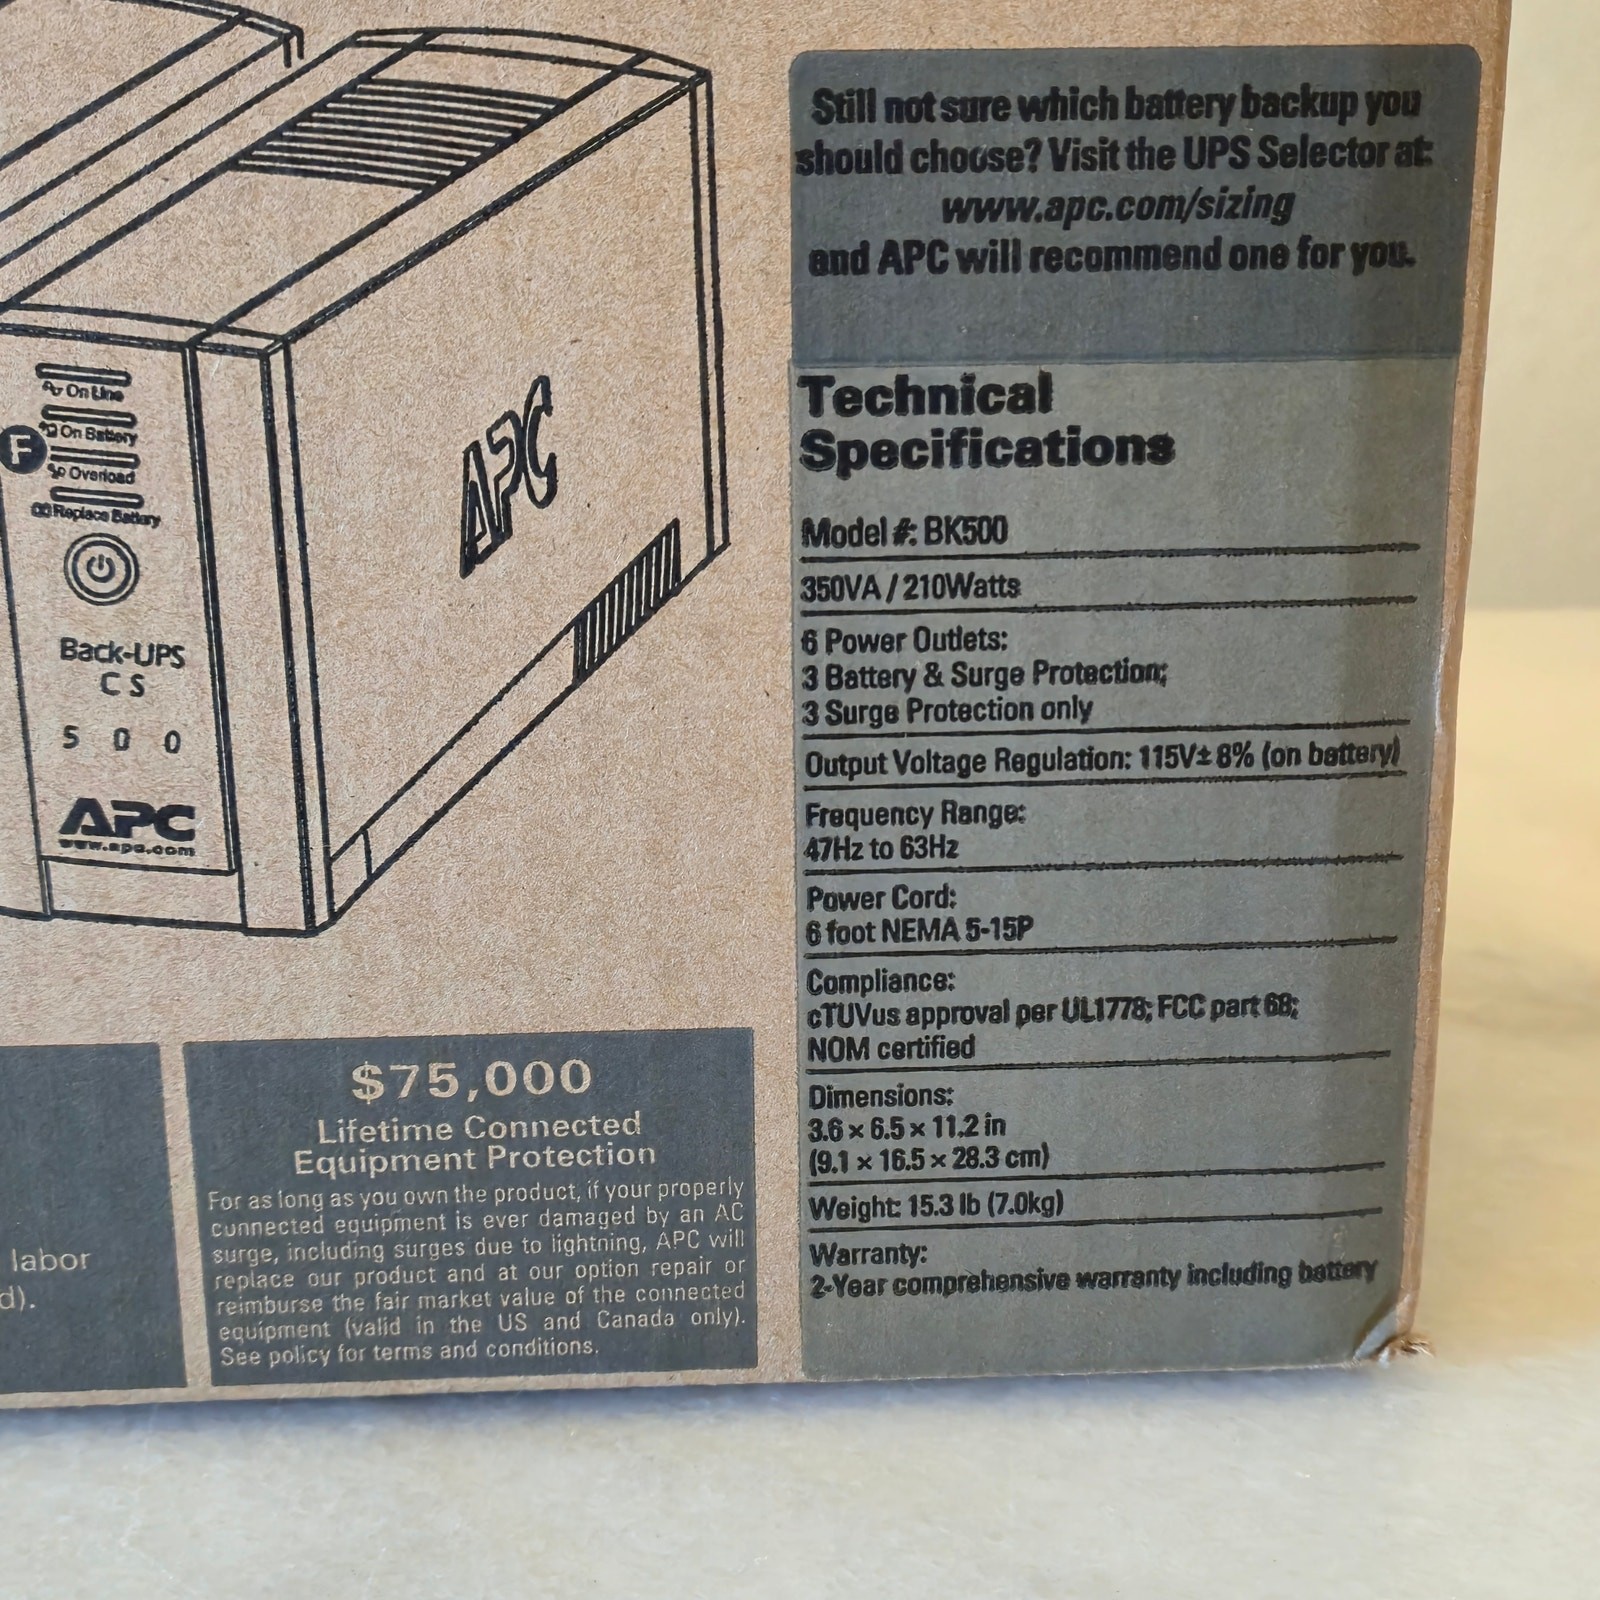 On Line
On Battery
F
Overload
Replace Battery
APC
Back-UPS
CS
500
APC
www.apc.com
labor
d).
$75,000
Lifetime Connected
Equipment Protection
For as long as you own the product, if your properly
connected equipment is ever damaged by an AC
surge, including surges due to lightning, APC will
replace our product and at our option repair or
reimburse the fair market value of the connected
equipment (valid in the US and Canada only).
See policy for terms and conditions.
Still not sure which battery backup you
should choose? Visit the UPS Selector at:
www.apc.com/sizing
and APC will recommend one for you.
Technical
Specifications
Model #: BK500
350VA / 210Watts
6 Power Outlets:
3 Battery & Surge Protection;
3 Surge Protection only
Output Voltage Regulation: 115V± 8% (on battery)
Frequency Range:
47Hz to 63Hz
Power Cord:
6 foot NEMA 5-15P
Compliance:
cTUVus approval per UL1778; FCC part 68;
NOM certified
Dimensions:
3.6 x 6.5 x 11.2 in
(9.1 x 16.5 x 28.3 cm)
Weight: 15.3 lb (7.0kg)
Warranty:
2-Year comprehensive warranty including battery